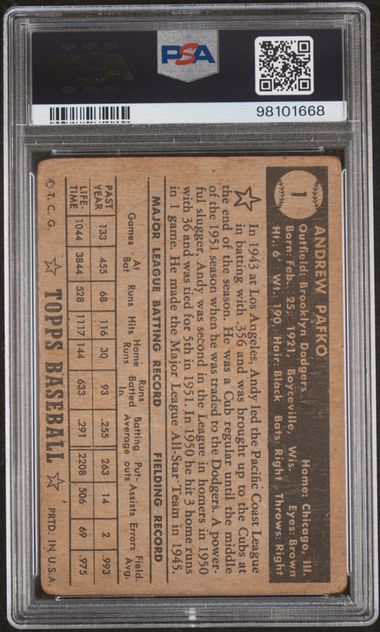 PSA
98101668
1
ANDREW PAFKO
Outfield: Brooklyn Dodgers Home: Chicago, Ill.
Born: Feb. 25, 1921, Boyceville, Wis. Eyes: Brown
Ht.: 6' Wt.: 190, Hair: Black Bats: Right Throws: Right
In 1943 at Los Angeles, Andy led the Pacific Coast League
in batting with .356 and was brought up to the Cubs at
the end of the season. He was a Cub regular until the middle
of the 1951 season when he was traded to the Dodgers. A power-
ful slugger, Andy was second in the League in homers in 1950
with 36 and was tied for 5th in 1951. In 1950 he hit 3 home runs
in 1 game. He made the Major League All-Star Team in 1945.
MAJOR LEAGUE BATTING RECORD FIELDING RECORD
Games At Bat Runs Hits Home Runs Runs Batted In Batting Average Put-outs Assists Errors Field. Avg.
PAST YEAR 133 455 68 116 30 93 .255 263 14 2 .993
LIFE-TIME 1044 3844 528 1117 144 633 .291 2208 506 69 .975
© T. C. G. TOPPS BASEBALL PRTD. IN U.S.A.